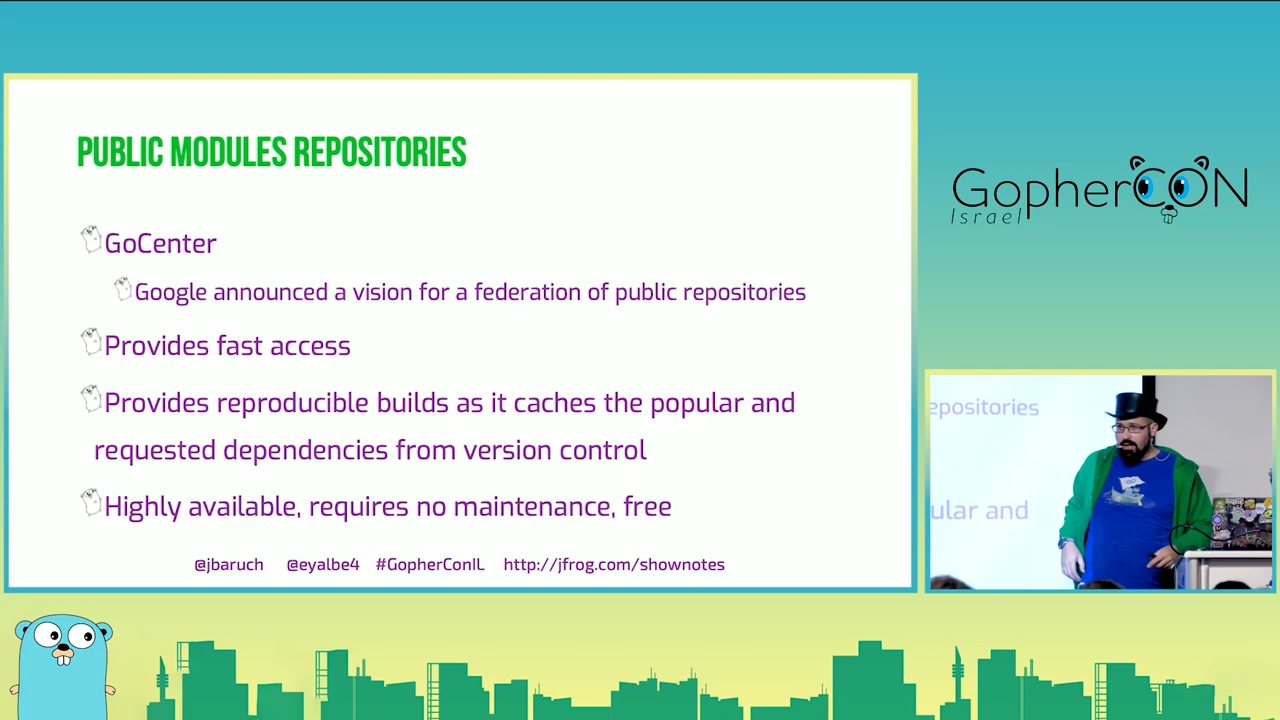 PUBLIC MODULES REPOSITORIES
GoCenter
Google announced a vision for a federation of public repositories
Provides fast access
Provides reproducible builds as it caches the popular and
requested dependencies from version control
Highly available, requires no maintenance, free
@jbaruch @eyalbe4 #GopherConIL http://jfrog.com/shownotes
GopherCON
Israel
epositories
ular and